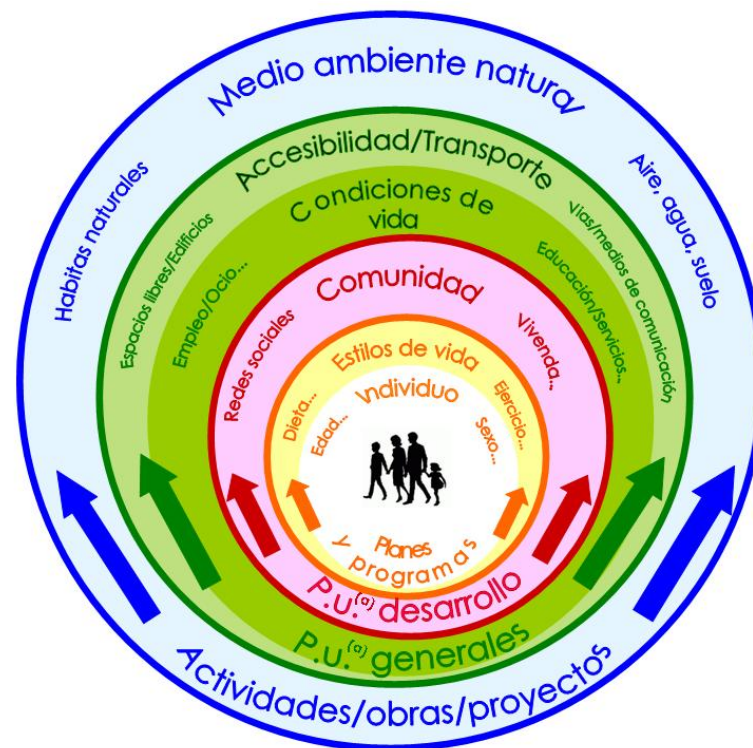 Medio ambiente natural
Habitas naturales
Aire, agua, suelo
Accesibilidad/Transporte
Espacios libres/Edificios
Vías/medios de comunicación
Condiciones de
vida
Empleo/Ocio...
Educación/Servicios...
Comunidad
Redes sociales
Vivenda...
Estilos de vida
Dieta...
Ejercicio...
Individuo
Edad...
Sexo...
Planes
y programas
P.u.(a) desarrollo
P.u.(a) generales
Actividades/obras/proyectos